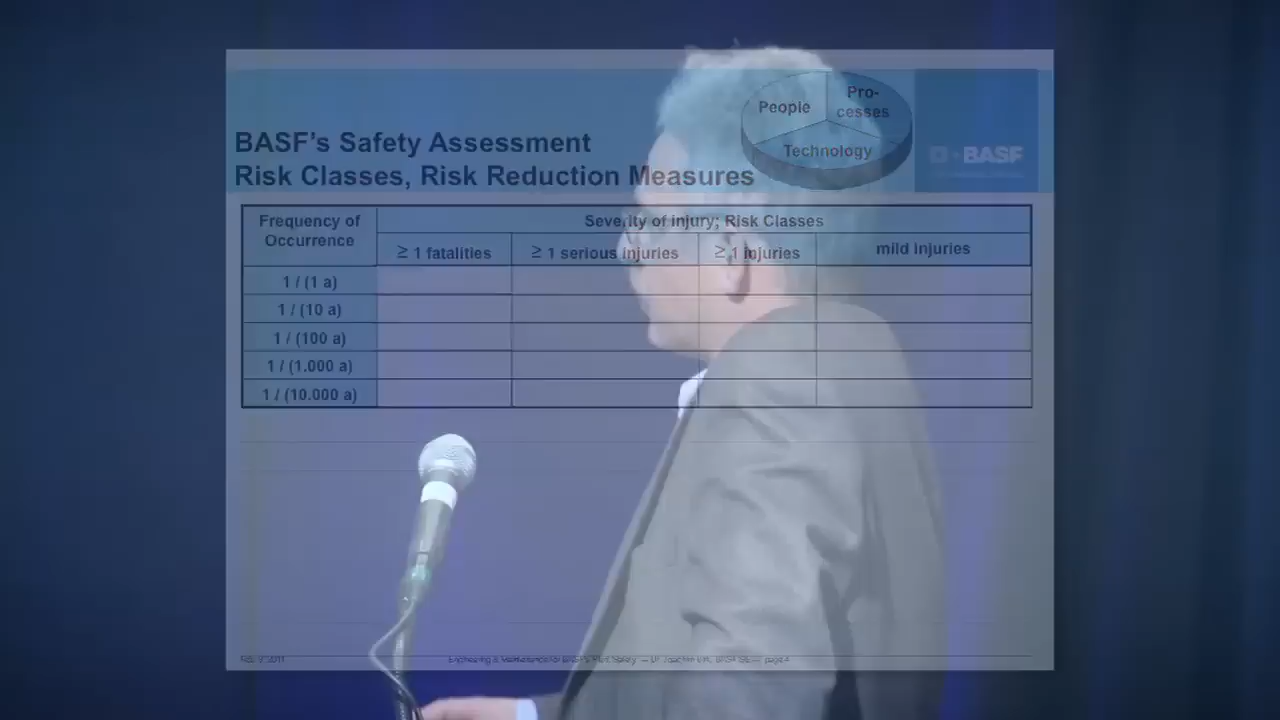 BASF's Safety Assessment
Risk Classes, Risk Reduction Measures
People
Pro-
cesses
Technology
BASF
Frequency of
Occurrence
Severity of injury; Risk Classes
≥ 1 fatalities
≥ 1 serious injuries
≥ 1 injuries
mild injuries
1 / (1 a)
1 / (10 a)
1 / (100 a)
1 / (1.000 a)
1 / (10.000 a)